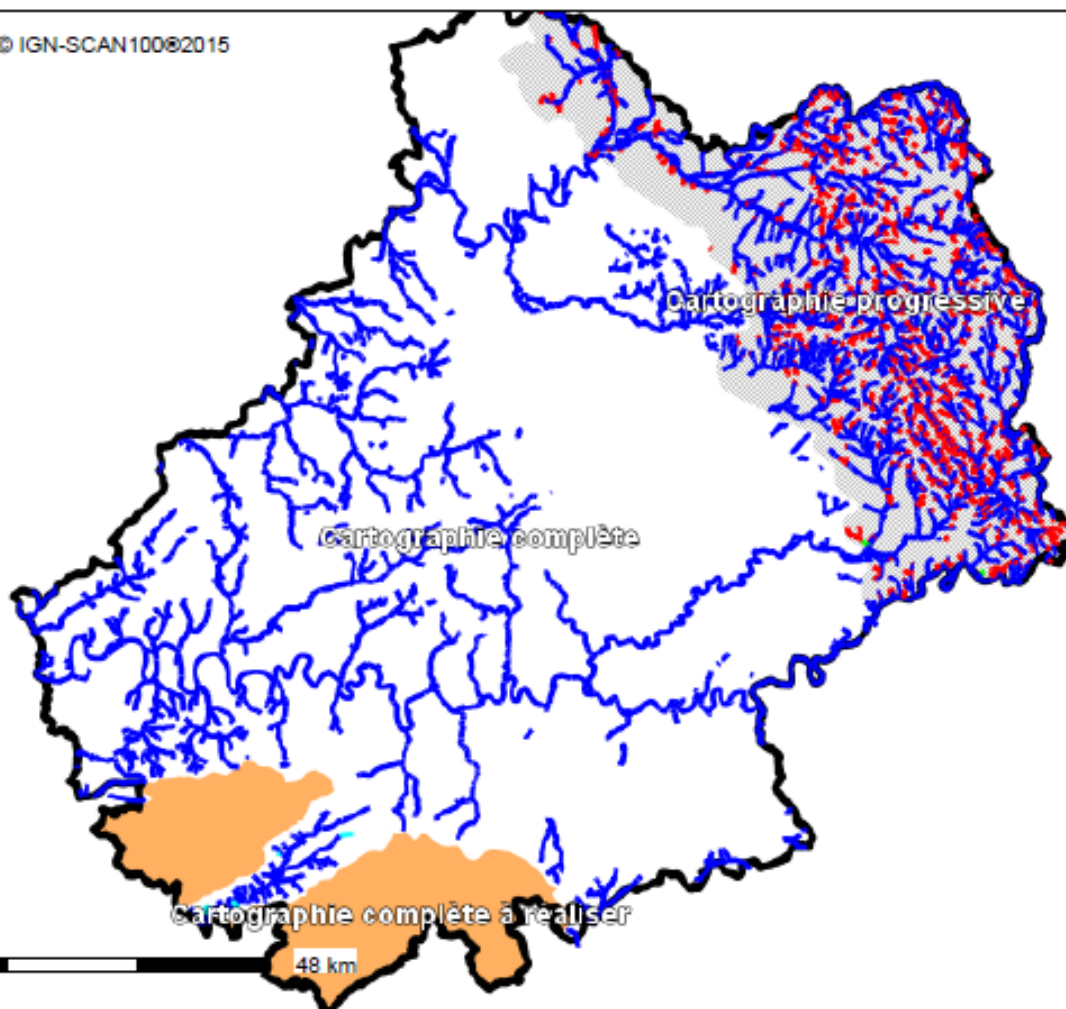 © IGN-SCAN100®2015
Cartographie progressive
Cartographie complète
Cartographie complète à réaliser
48 km